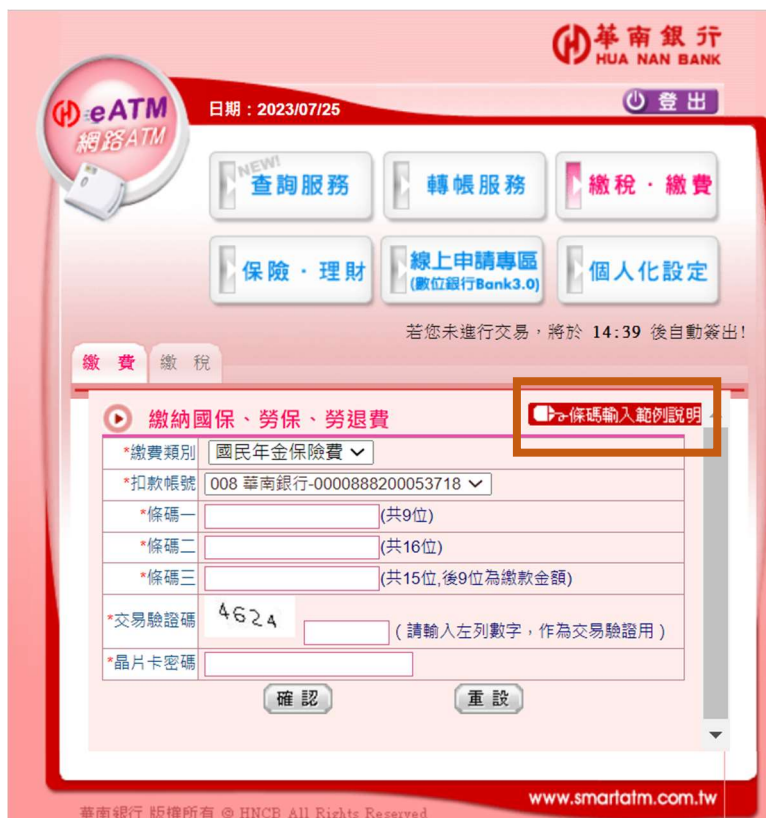 華南銀行
HUA NAN BANK
eATM
網路ATM
日期：2023/07/25
登出
NEW!
查詢服務
轉帳服務
繳稅．繳費
保險．理財
線上申請專區
(數位銀行Bank3.0)
個人化設定
若您未進行交易，將於 14:39 後自動簽出!
繳 費
繳 稅
繳納國保、勞保、勞退費
條碼輸入範例說明
*繳費類別 國民年金保險費
*扣款帳號 008 華南銀行-0000888200053718
*條碼一 (共9位)
*條碼二 (共16位)
*條碼三 (共15位,後9位為繳款金額)
*交易驗證碼 4624 (請輸入左列數字，作為交易驗證用)
*晶片卡密碼
確認
重設
www.smartatm.com.tw
華南銀行 版權所有 © HNCB All Rights Reserved